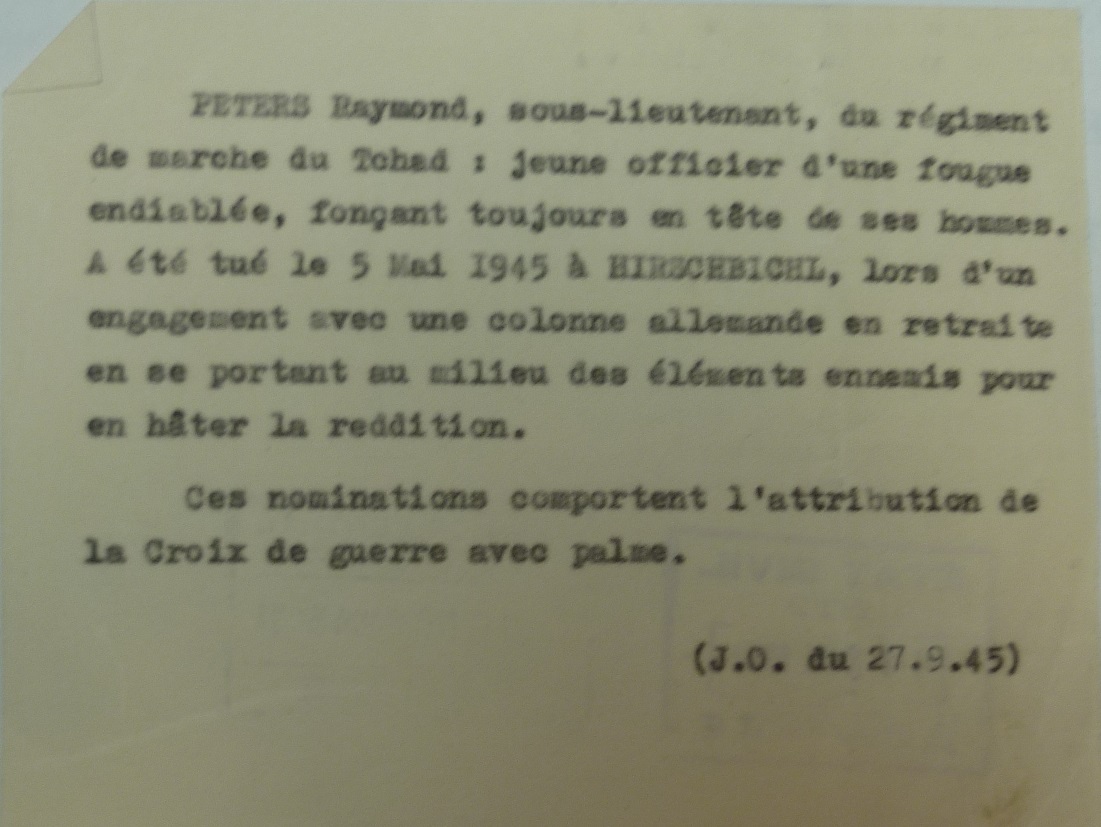 PETERS Raymond, sous-lieutenant, du régiment
de marche du Tchad : jeune officier d'une fougue
endiablée, fonçant toujours en tête de ses hommes.
A été tué le 5 Mai 1945 à HIRSCHBICHL, lors d'un
engagement avec une colonne allemande en retraite
en se portant au milieu des éléments ennemis pour
en hâter la reddition.
Ces nominations comportent l'attribution de
la Croix de guerre avec palme.
(J.O. du 27.9.45)